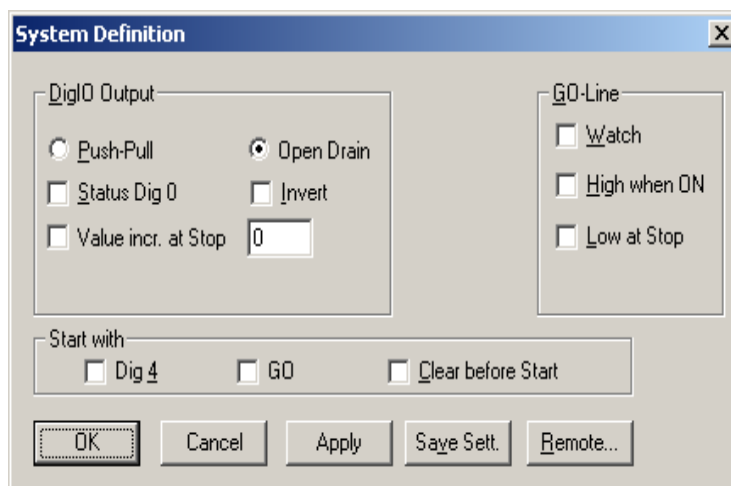 System Definition
DigIO Output
Push-Pull
Open Drain
Status Dig 0
Invert
Value incr. at Stop
0
GO-Line
Watch
High when ON
Low at Stop
Start with
Dig 4
GO
Clear before Start
OK
Cancel
Apply
Save Sett.
Remote...